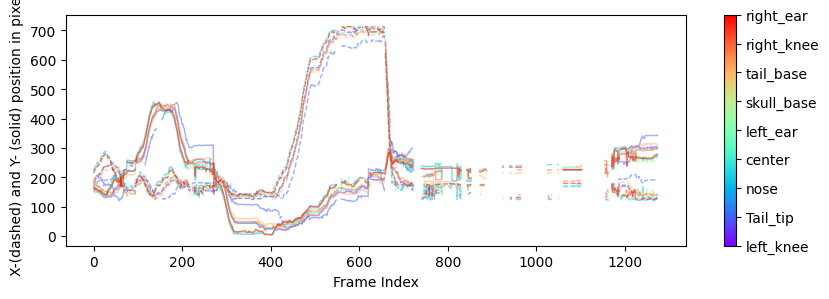 X-(dashed) and Y- (solid) position in pixe
700
600
500
400
300
200
100
0
0
200
400
600
800
1000
1200
Frame Index
right_ear
right_knee
tail_base
skull_base
left_ear
center
nose
Tail_tip
left_knee